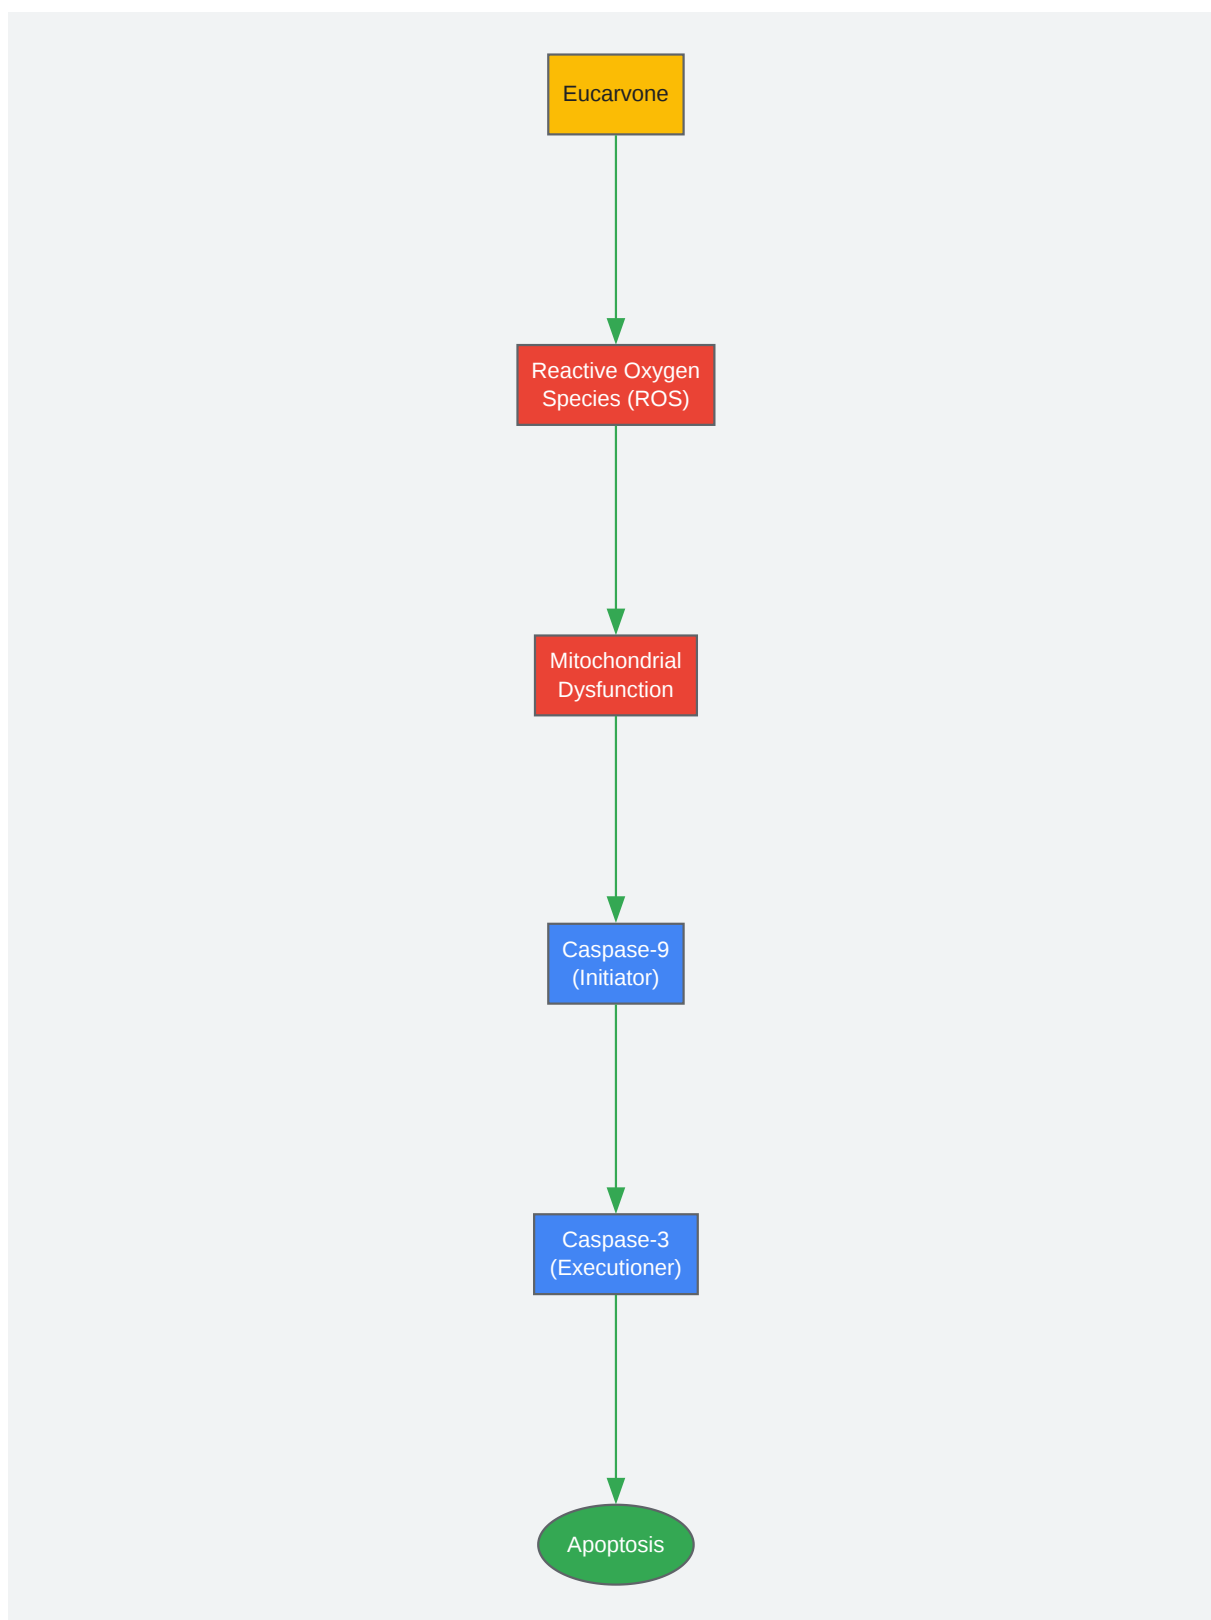 Eucarvone
Reactive Oxygen
Species (ROS)
Mitochondrial
Dysfunction
Caspase-9
(Initiator)
Caspase-3
(Executioner)
Apoptosis